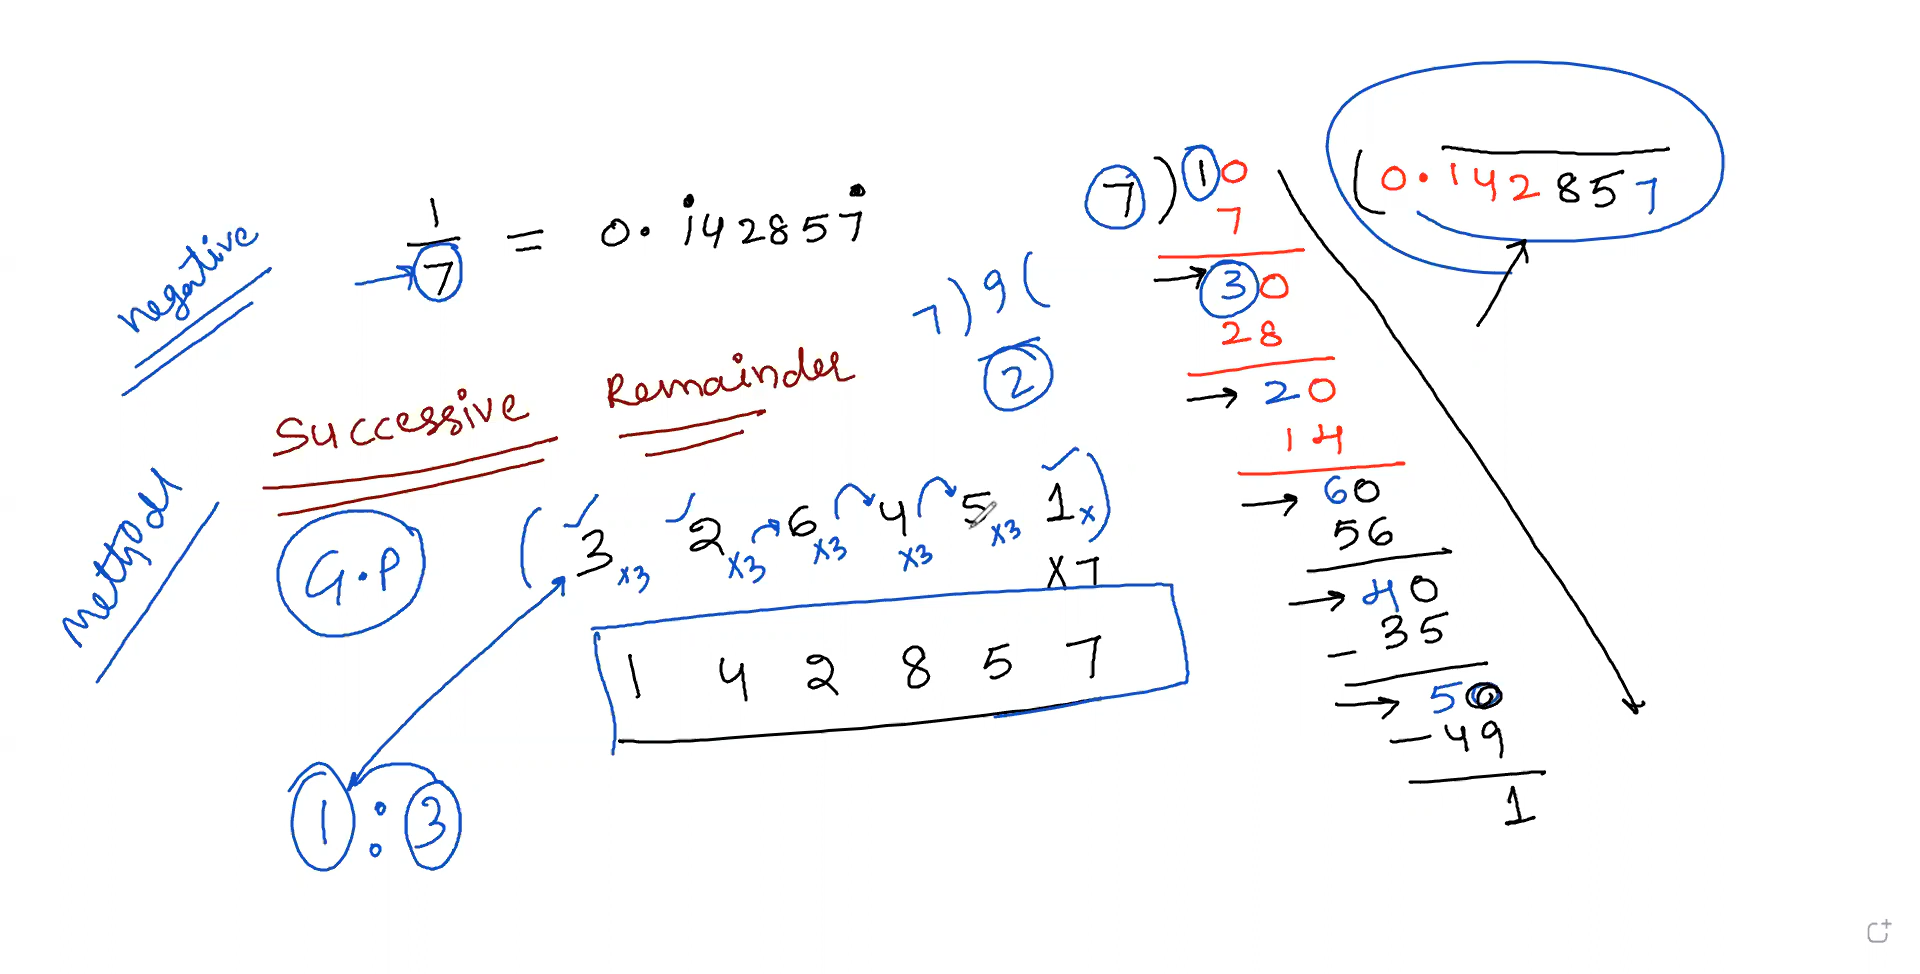 negative
1
7
=
0.142857
7 ) 9 (
2
Successive Remainder
Method
G.P
( 3 2 6 4 5 1 )
×3 ×3 ×3 ×3 ×3 ×
×7
1 4 2 8 5 7
1 : 3
7 ) 10 ( 0.142857
7
30
28
20
14
60
56
40
- 35
50
- 49
1